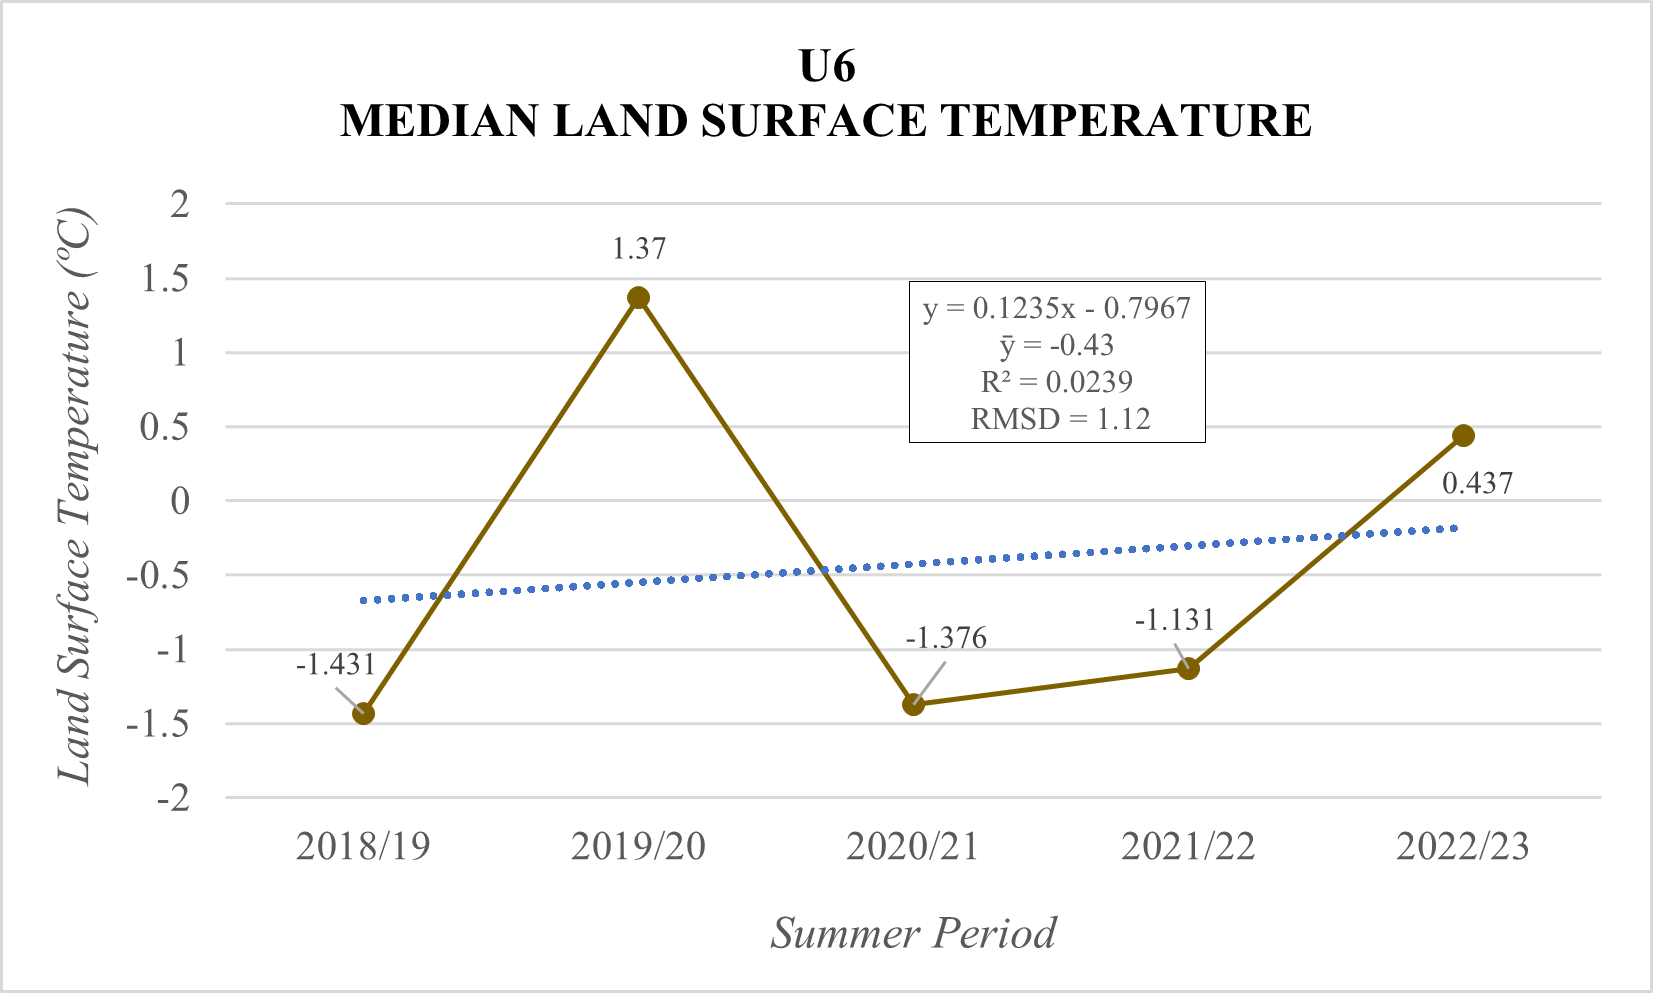 U6
MEDIAN LAND SURFACE TEMPERATURE
Land Surface Temperature (ºC)
2
1.5
1
0.5
0
-0.5
-1
-1.5
-2
-1.431
1.37
-1.376
-1.131
0.437
y = 0.1235x - 0.7967
ȳ = -0.43
R² = 0.0239
RMSD = 1.12
2018/19
2019/20
2020/21
2021/22
2022/23
Summer Period